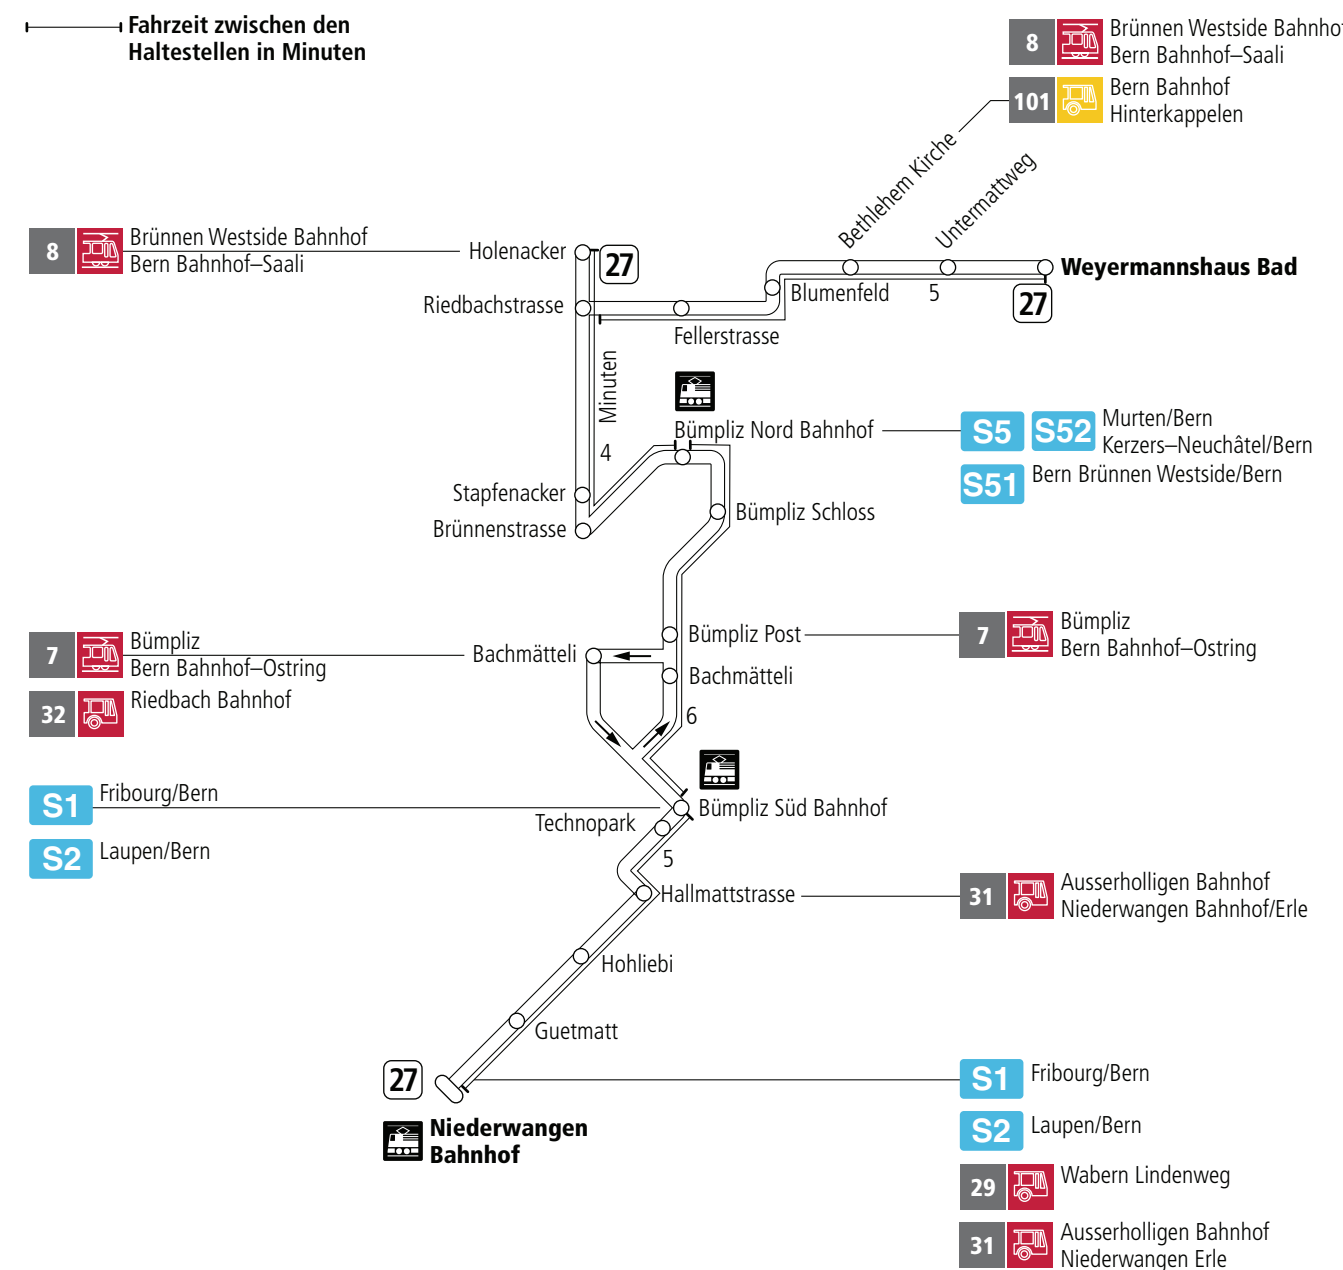 Fahrzeit zwischen den
Haltestellen in Minuten
8
Brünnen Westside Bahnhof
Bern Bahnhof–Saali
101
Bern Bahnhof
Hinterkappelen
Bethlehem Kirche
Untermattweg
8
Brünnen Westside Bahnhof
Bern Bahnhof–Saali
Holenacker
27
Weyermannshaus Bad
Riedbachstrasse
Blumenfeld
5
27
Fellerstrasse
Minuten
4
Bümpliz Nord Bahnhof
S5
S52
Murten/Bern
Kerzers–Neuchâtel/Bern
S51
Bern Brünnen Westside/Bern
Stapfenacker
Bümpliz Schloss
Brünnenstrasse
7
Bümpliz
Bern Bahnhof–Ostring
32
Riedbach Bahnhof
Bachmätteli
Bümpliz Post
7
Bümpliz
Bern Bahnhof–Ostring
Bachmätteli
6
S1
Fribourg/Bern
S2
Laupen/Bern
Bümpliz Süd Bahnhof
Technopark
5
Hallmattstrasse
31
Ausserholligen Bahnhof
Niederwangen Bahnhof/Erle
Hohliebi
Guetmatt
27
Niederwangen
Bahnhof
S1
Fribourg/Bern
S2
Laupen/Bern
29
Wabern Lindenweg
31
Ausserholligen Bahnhof
Niederwangen Erle